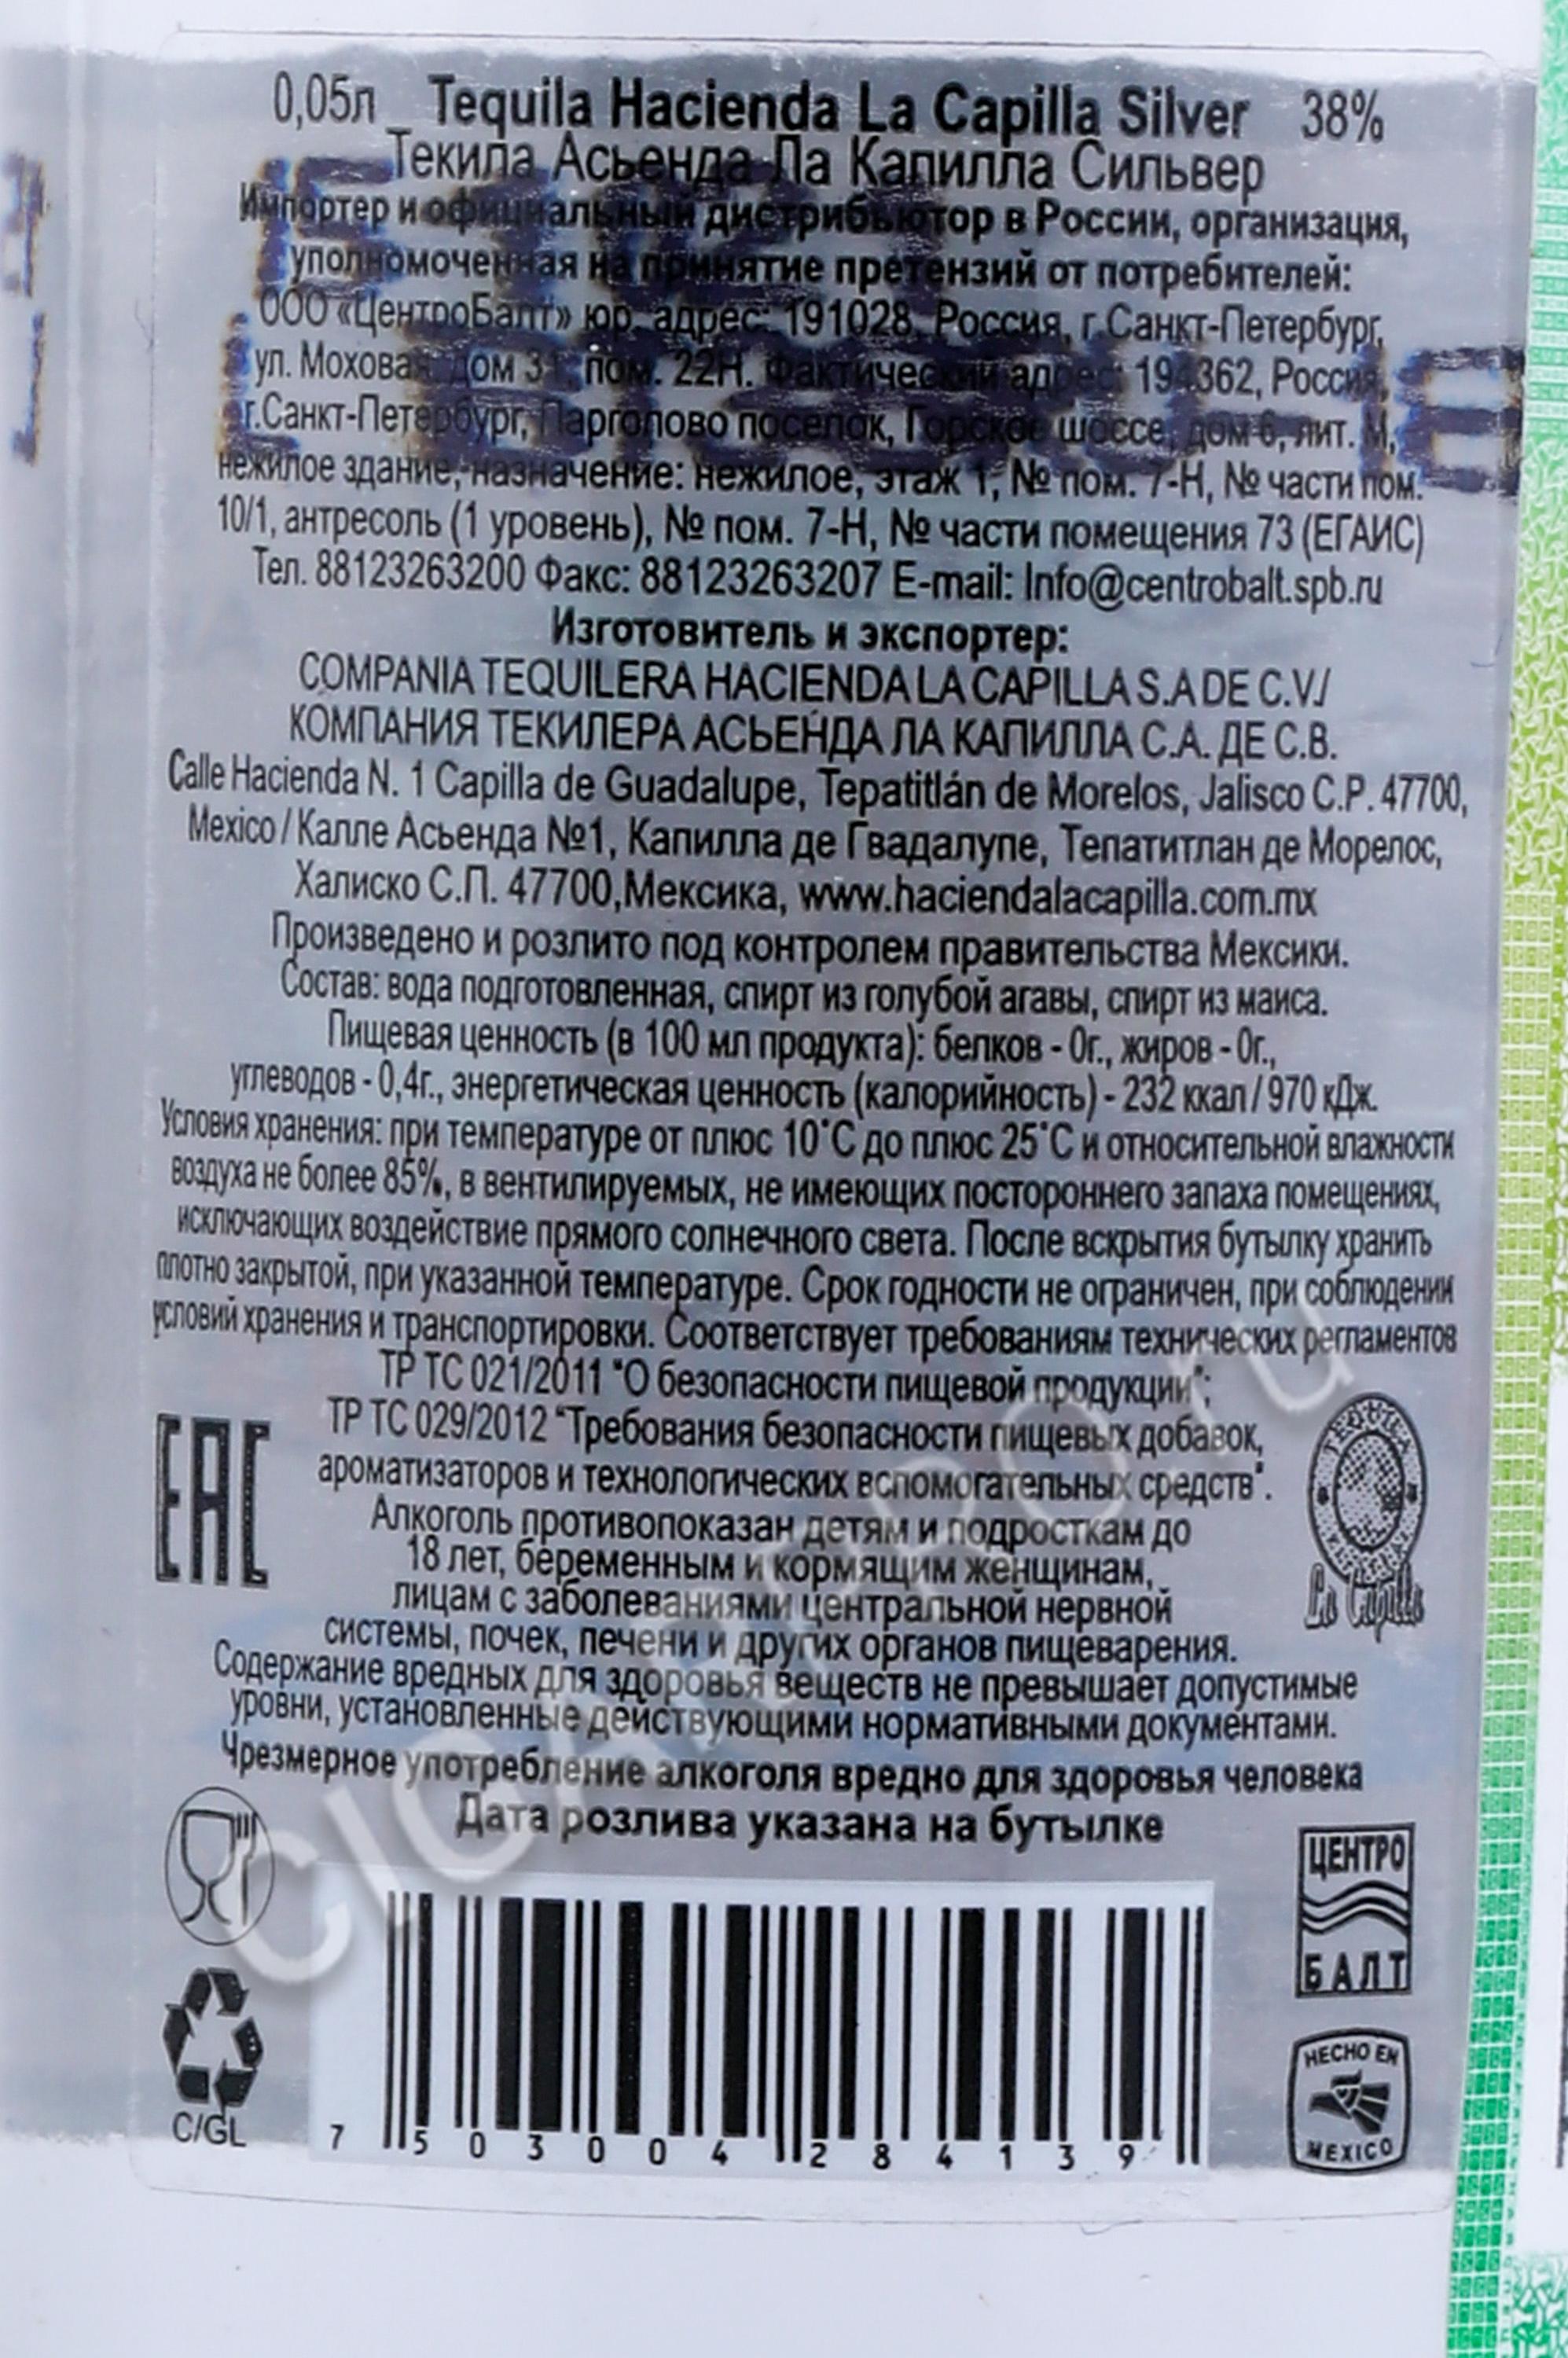 0,05л Tequila Hacienda La Capilla Silver 38%
Текила Асьенда Ла Капилла Сильвер
Импортер и официальный дистрибьютор в России, организация,
уполномоченная на принятие претензий от потребителей:
ООО «ЦентроБалт» юр. адрес: 191028, Россия, г.Санкт-Петербург,
ул. Моховая, дом 31, пом. 22Н. Фактический адрес: 194362, Россия,
г.Санкт-Петербург, Парголово поселок, Горское шоссе, дом 6, лит. М,
нежилое здание, назначение: нежилое, этаж 1, № пом. 7-Н, № части пом.
10/1, антресоль (1 уровень), № пом. 7-Н, № части помещения 73 (ЕГАИС)
Тел. 88123263200 Факс: 88123263207 E-mail: Info@centrobalt.spb.ru
Изготовитель и экспортер:
COMPANIA TEQUILERA HACIENDA LA CAPILLA S.A DE C.V./
КОМПАНИЯ ТЕКИЛЕРА АСЬЕНДА ЛА КАПИЛЛА С.А. ДЕ С.В.
Calle Hacienda N. 1 Capilla de Guadalupe, Tepatitlán de Morelos, Jalisco C.P. 47700,
Mexico / Калле Асьенда №1, Капилла де Гвадалупе, Тепатитлан де Морелос,
Халиско С.П. 47700,Мексика, www.haciendalacapilla.com.mx
Произведено и розлито под контролем правительства Мексики.
Состав: вода подготовленная, спирт из голубой агавы, спирт из маиса.
Пищевая ценность (в 100 мл продукта): белков - 0г., жиров - 0г.,
углеводов - 0,4г., энергетическая ценность (калорийность) - 232 ккал / 970 кДж.
Условия хранения: при температуре от плюс 10°С до плюс 25°С и относительной влажности
воздуха не более 85%, в вентилируемых, не имеющих постороннего запаха помещениях,
исключающих воздействие прямого солнечного света. После вскрытия бутылку хранить
плотно закрытой, при указанной температуре. Срок годности не ограничен, при соблюдении
условий хранения и транспортировки. Соответствует требованиям технических регламентов
ТР ТС 021/2011 "О безопасности пищевой продукции";
ТР ТС 029/2012 "Требования безопасности пищевых добавок,
ароматизаторов и технологических вспомогательных средств".
Алкоголь противопоказан детям и подросткам до
18 лет, беременным и кормящим женщинам,
лицам с заболеваниями центральной нервной
системы, почек, печени и других органов пищеварения.
Содержание вредных для здоровья веществ не превышает допустимые
уровни, установленные действующими нормативными документами.
Чрезмерное употребление алкоголя вредно для здоровья человека
Дата розлива указана на бутылке
EAC
TEQUILA
La Capilla
ЦЕНТРО
БАЛТ
HECHO EN
MEXICO
C/GL
7 503004 284139
CIGARPRO.ru